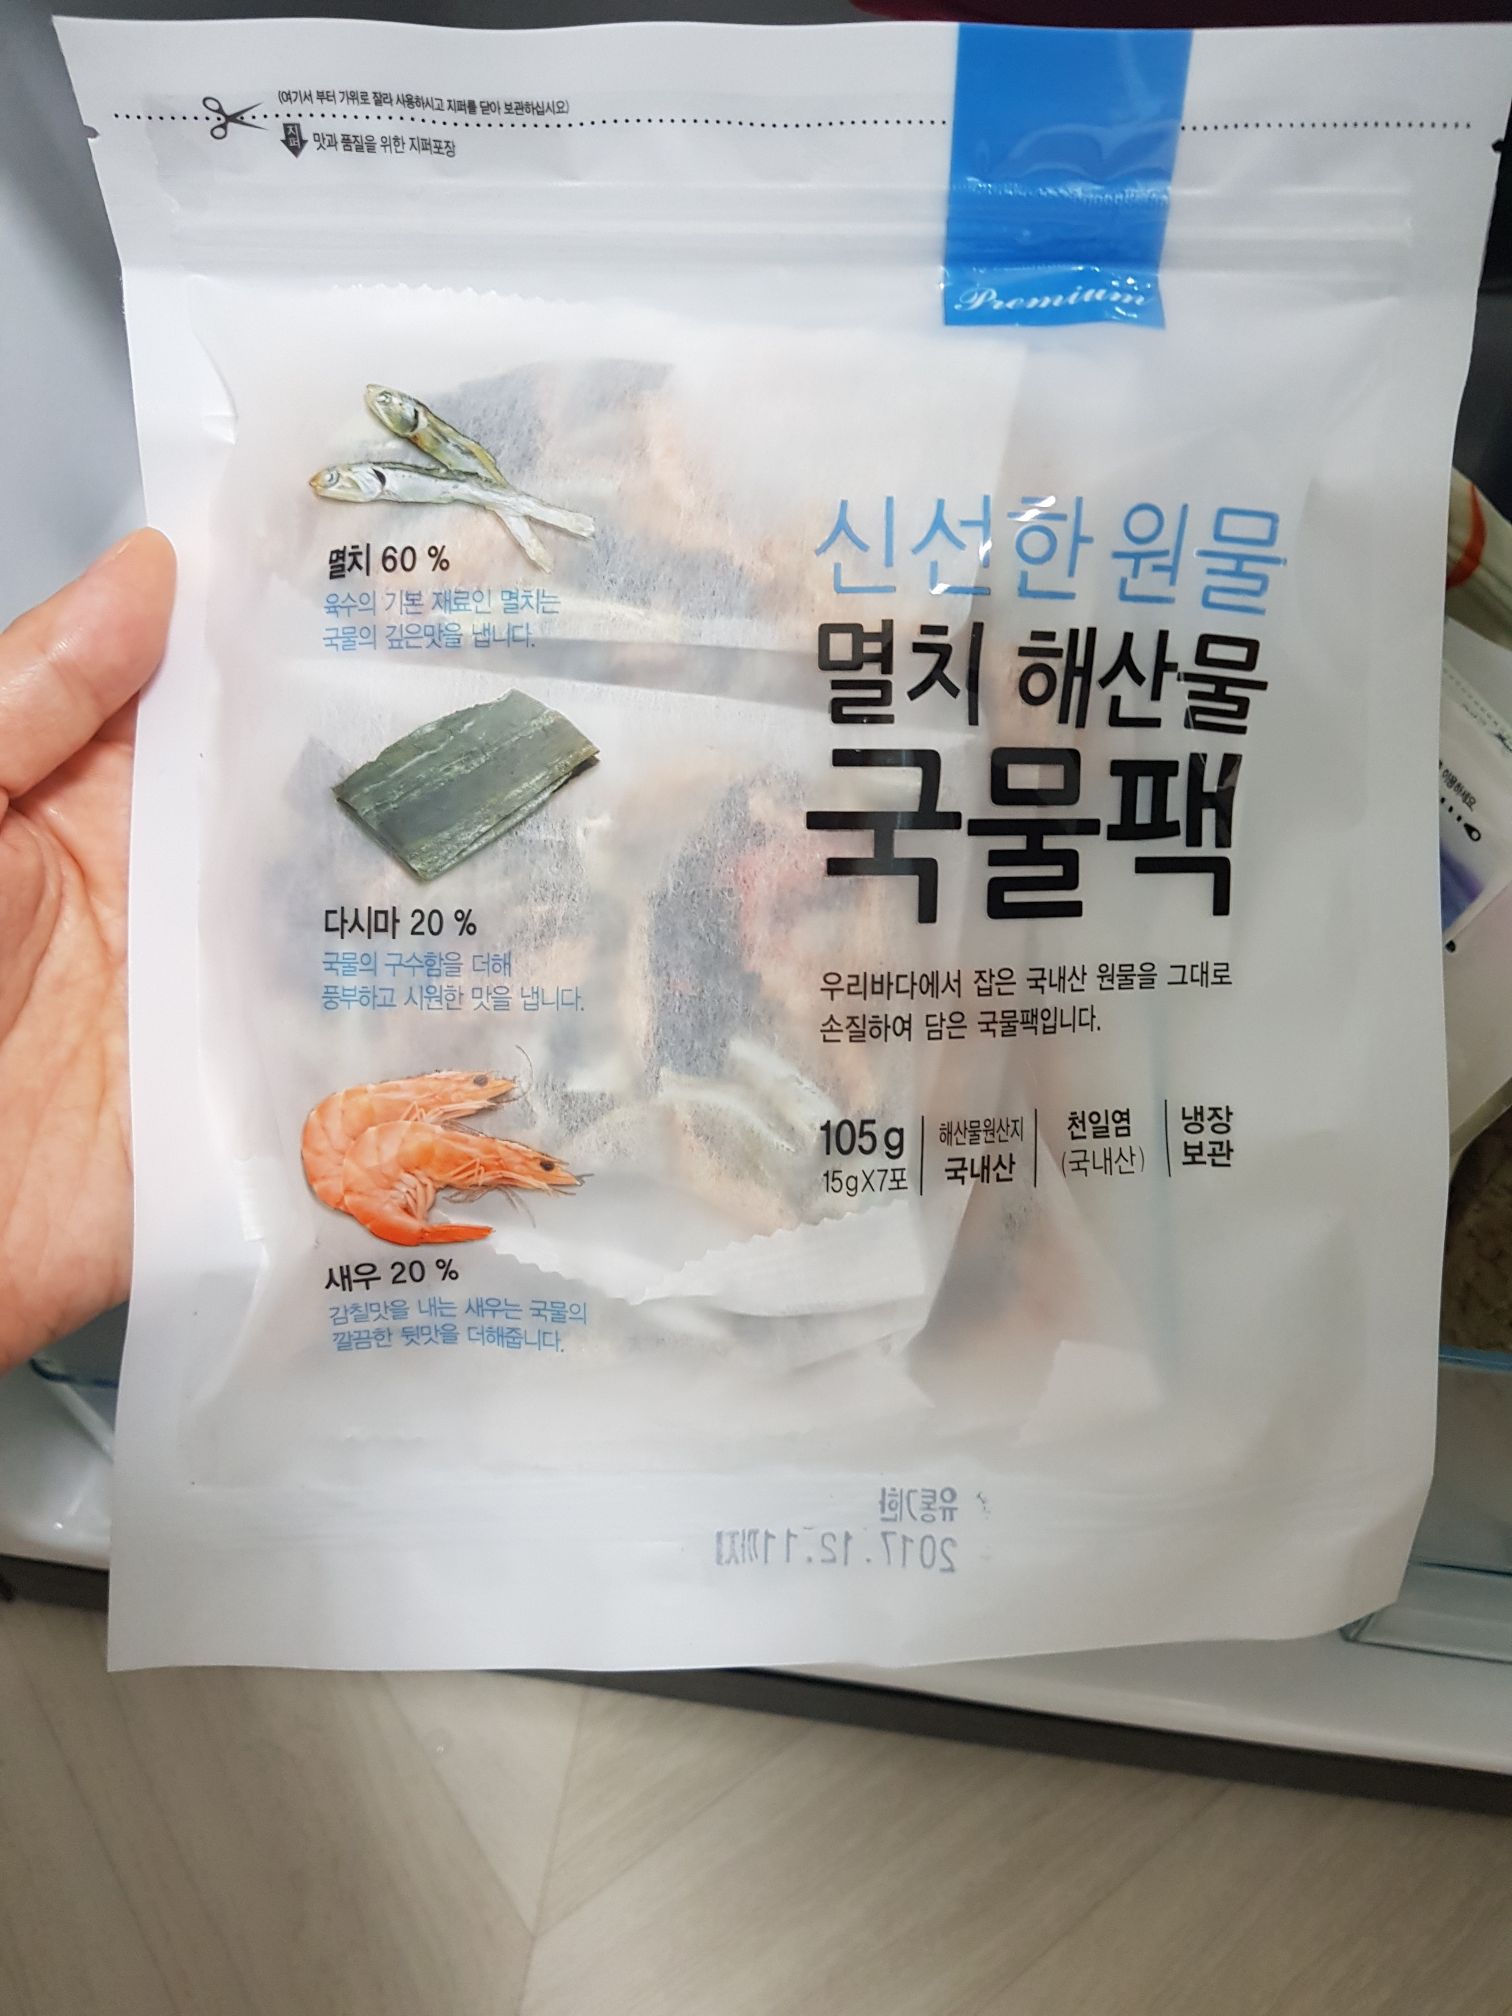 (여기서 부터 가위로 잘라 사용하시고 지퍼를 닫아 보관하십시요)
지퍼
맛과 품질을 위한 지퍼포장
Premium
멸치 60 %
육수의 기본 재료인 멸치는
국물의 깊은맛을 냅니다.
다시마 20 %
국물의 구수함을 더해
풍부하고 시원한 맛을 냅니다.
새우 20 %
감칠맛을 내는 새우는 국물의
깔끔한 뒷맛을 더해줍니다.
신선한 원물
멸치 해산물
국물팩
우리바다에서 잡은 국내산 원물을 그대로
손질하여 담은 국물팩입니다.
105g
15gX7포
해산물원산지
국내산
천일염
(국내산)
냉장
보관
유통기한
2017.12.11까지
이용하세요